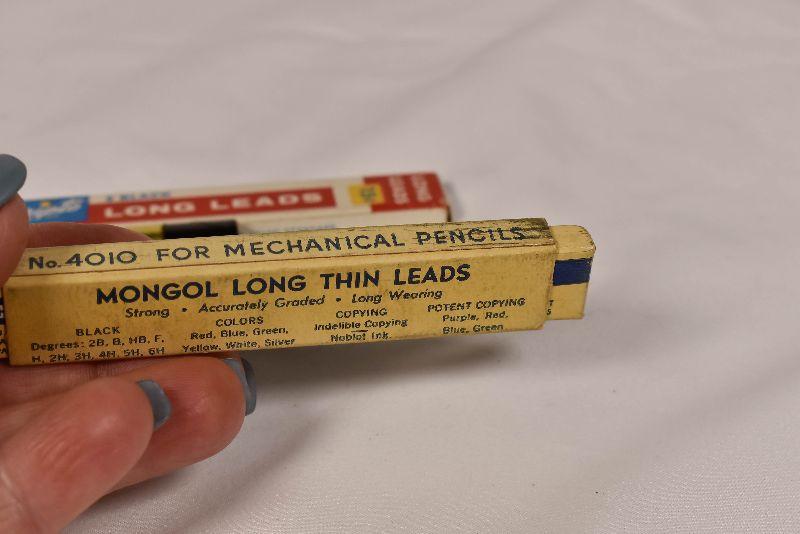 LONG LEADS
No. 4010 FOR MECHANICAL PENCILS
MONGOL LONG THIN LEADS
Strong • Accurately Graded • Long Wearing
BLACK
Degrees: 2B, B, HB, F,
H, 2H, 3H, 4H, 5H, 6H
COLORS
Red, Blue, Green,
Yellow, White, Silver
COPYING
Indelible Copying
Noblot Ink
POTENT COPYING
Purple, Red,
Blue, Green